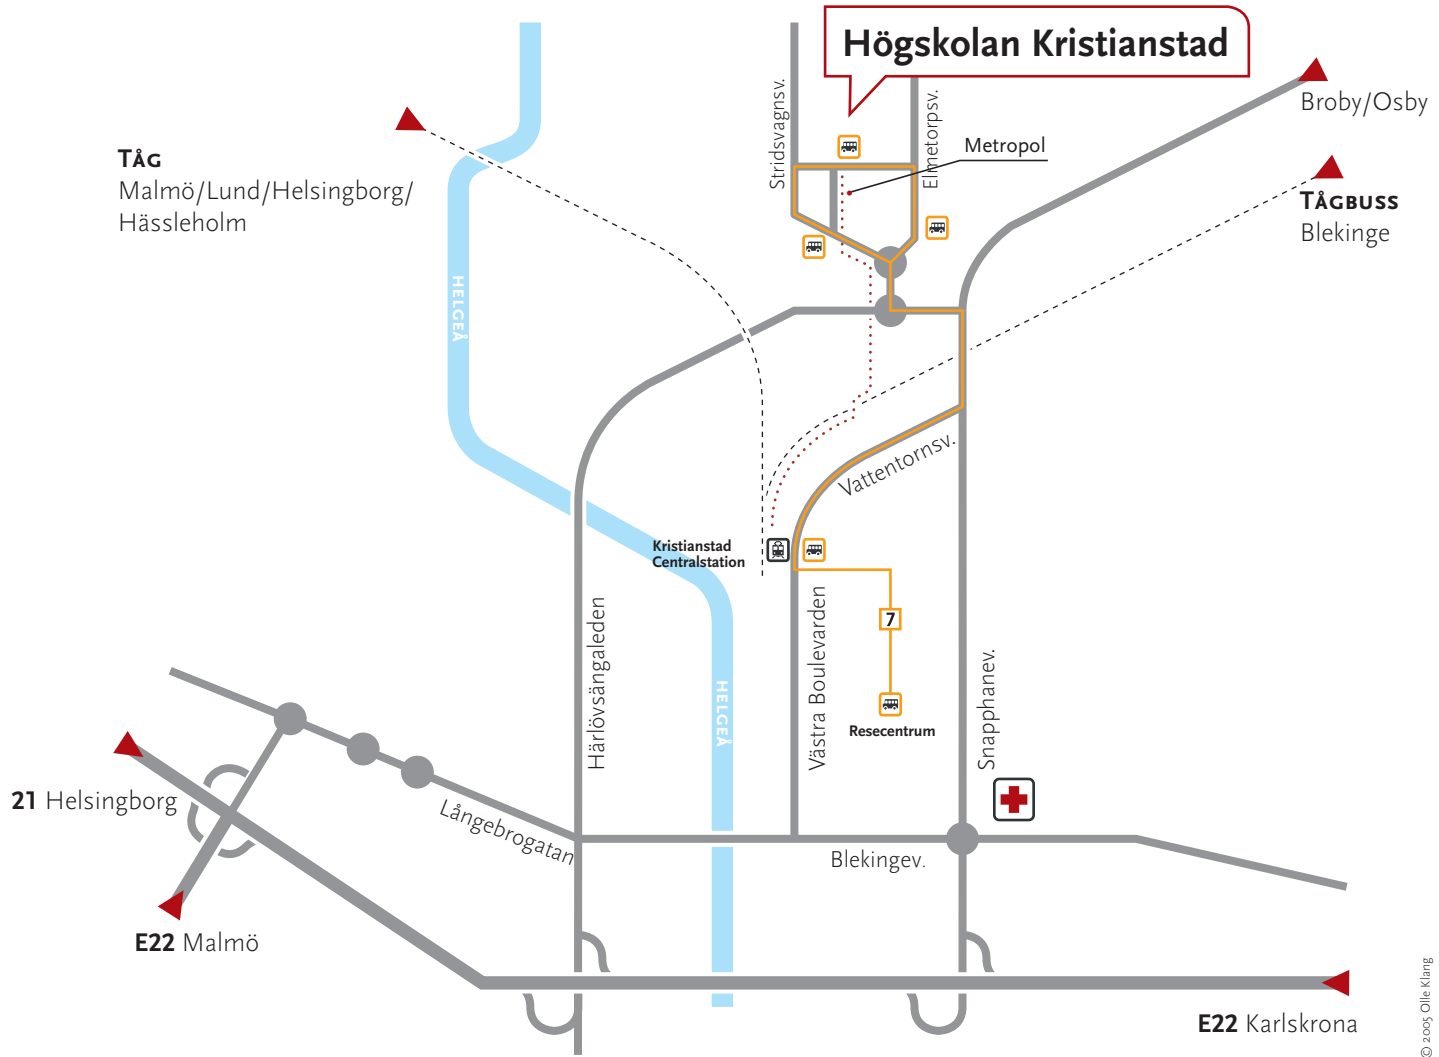 Högskolan Kristianstad
Stridsvagnsv.
Elmetorpsv.
Metropol
Broby/Osby
TÅG
Malmö/Lund/Helsingborg/
Hässleholm
TÅGBUSS
Blekinge
HELGEÅ
Vattentornsv.
Kristianstad
Centralstation
Härlövsängaleden
Västra Boulevarden
7
Resecentrum
Snapphanev.
HELGEÅ
21 Helsingborg
Långebrogatan
Blekingev.
E22 Malmö
E22 Karlskrona
© 2005 Olle Klang